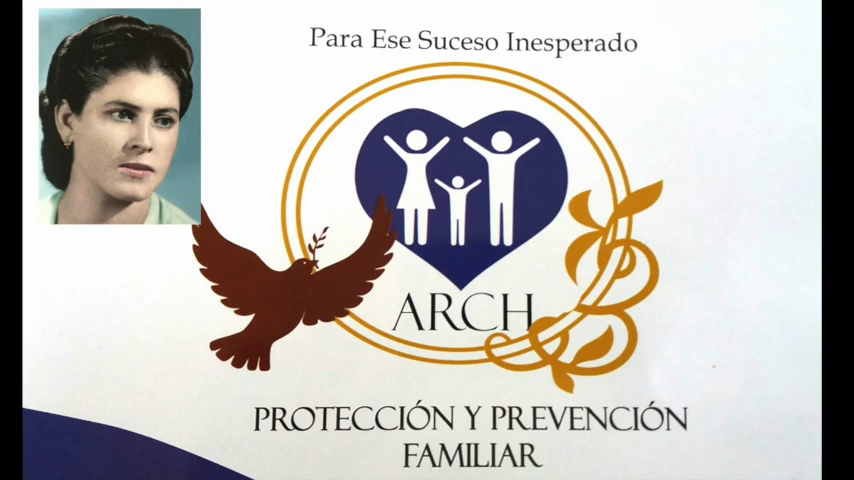 Para Ese Suceso Inesperado
ARCH
PROTECCIÓN Y PREVENCIÓN
FAMILIAR